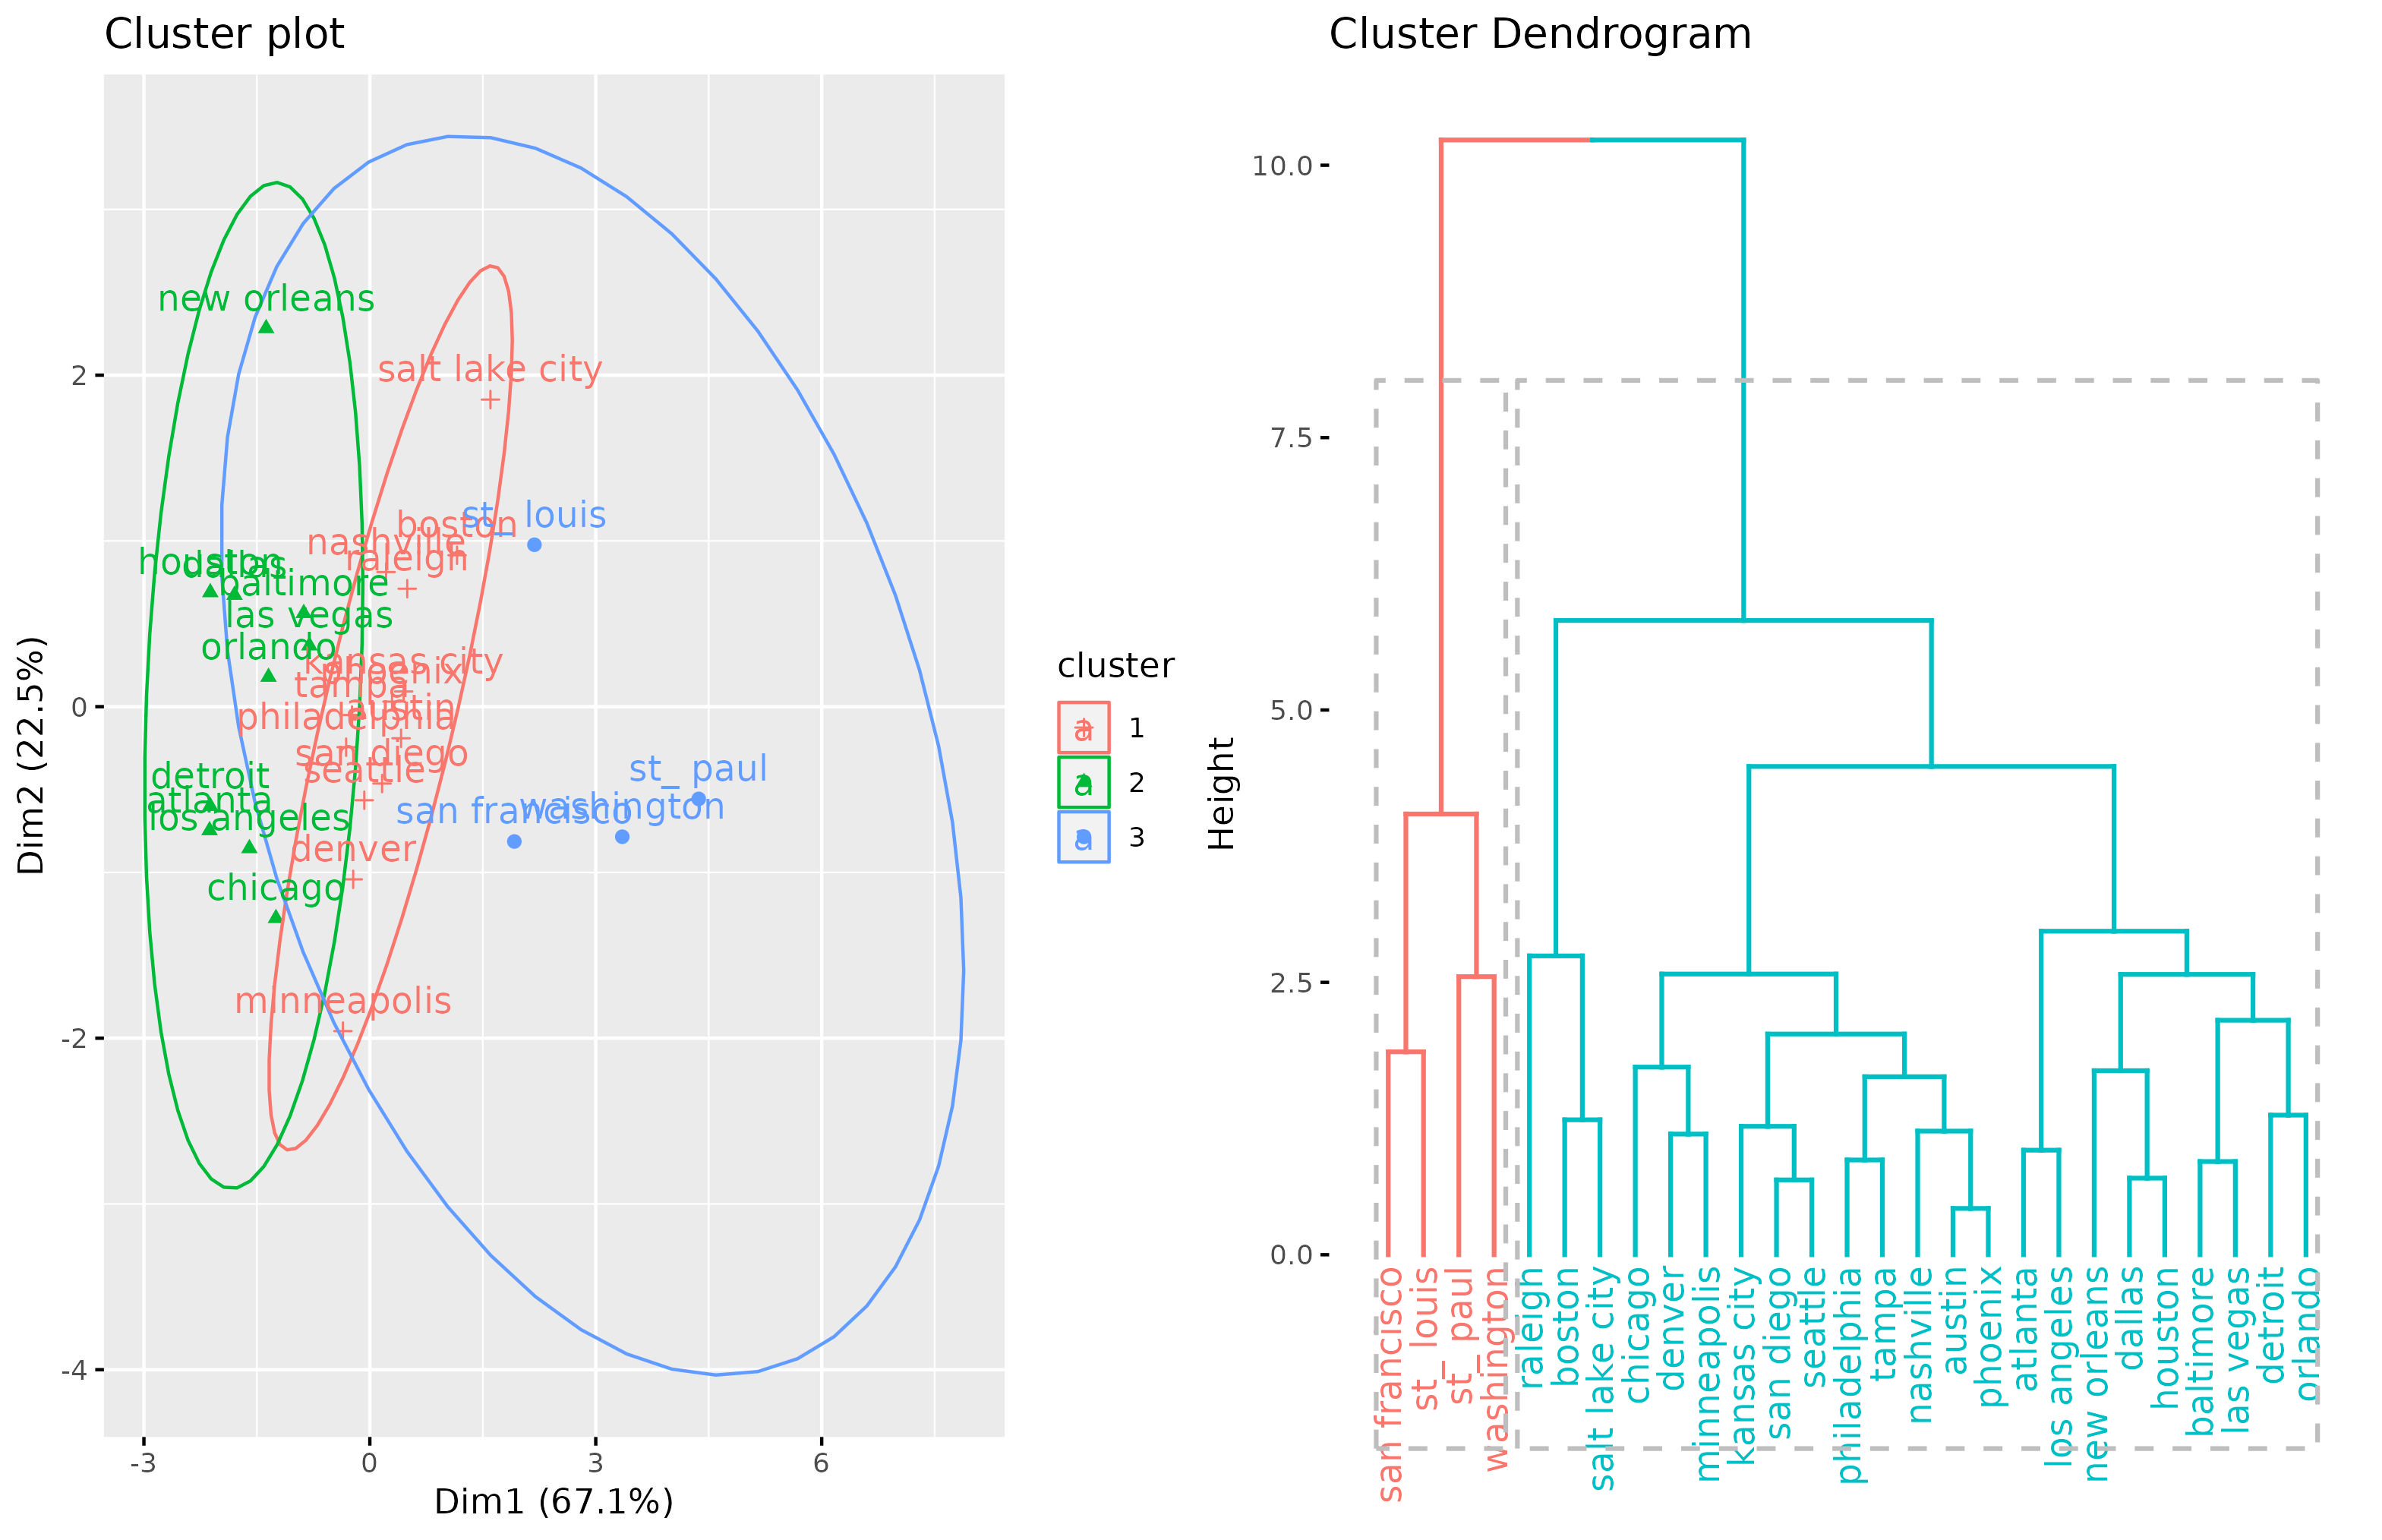 Cluster plot
new orleans
salt lake city
st_ louis
boston
nashville
raleigh
houston
dallas
baltimore
las vegas
orlando
kansas city
phoenix
tampa
austin
philadelphia
san diego
seattle
detroit
atlanta
los angeles
st_ paul
san francisco
washington
denver
chicago
minneapolis
2
0
-2
-4
-3
0
3
6
Dim1 (67.1%)
Dim2 (22.5%)
cluster
a 1
a 2
a 3
Cluster Dendrogram
10.0
7.5
5.0
2.5
0.0
Height
san francisco
st_ louis
st_ paul
washington
raleigh
boston
salt lake city
chicago
denver
minneapolis
kansas city
san diego
seattle
philadelphia
tampa
nashville
austin
phoenix
atlanta
los angeles
new orleans
dallas
houston
baltimore
las vegas
detroit
orlando